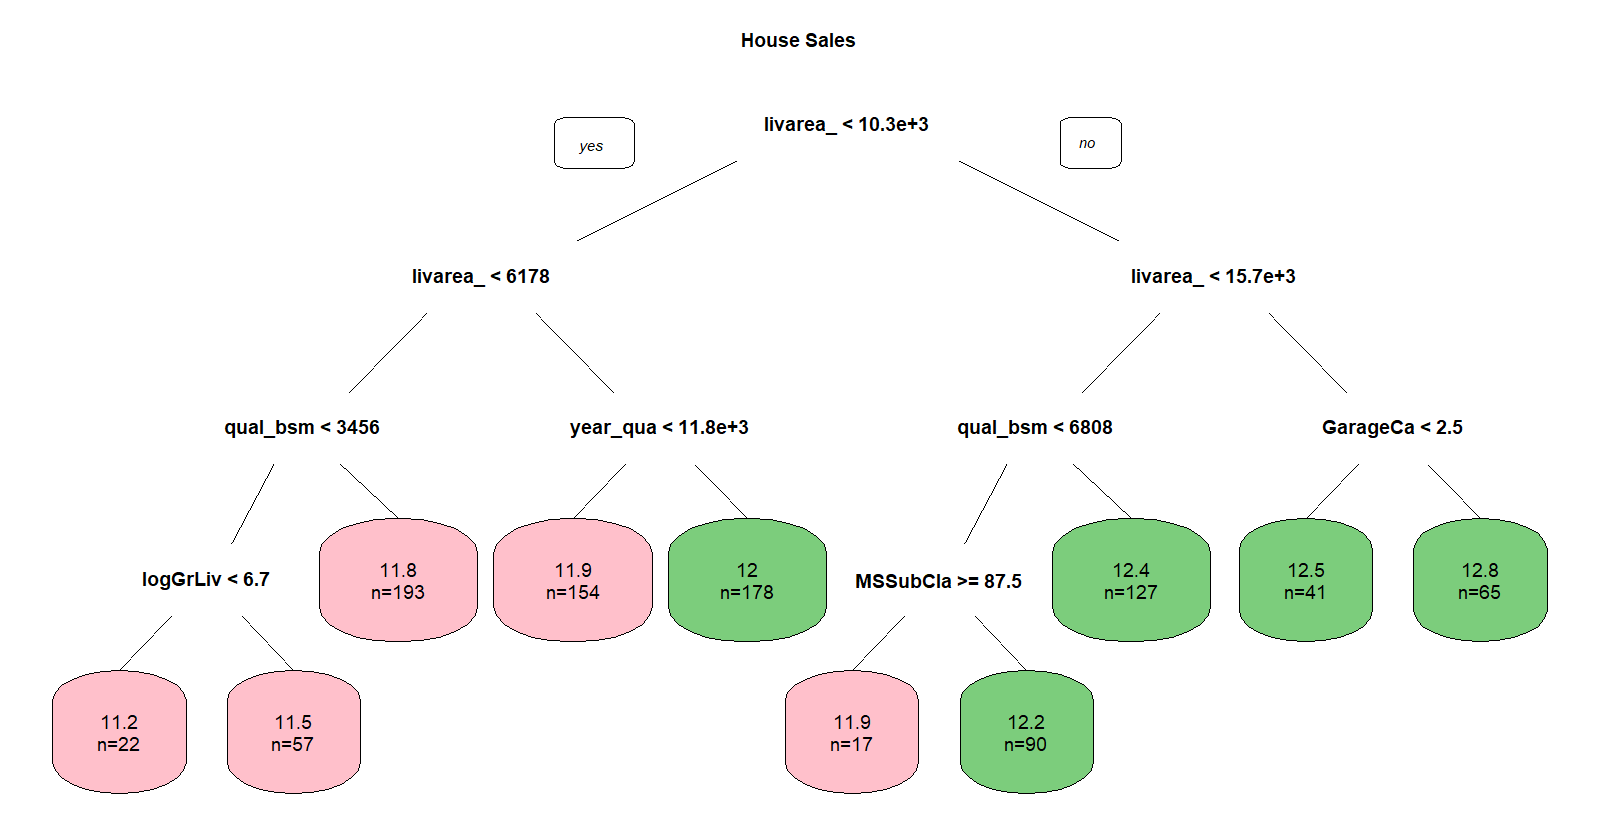 House Sales
livarea_ < 10.3e+3
yes
no
livarea_ < 6178
livarea_ < 15.7e+3
qual_bsm < 3456
year_qua < 11.8e+3
qual_bsm < 6808
GarageCa < 2.5
logGrLiv < 6.7
11.8
n=193
11.9
n=154
12
n=178
MSSubCla >= 87.5
12.4
n=127
12.5
n=41
12.8
n=65
11.2
n=22
11.5
n=57
11.9
n=17
12.2
n=90